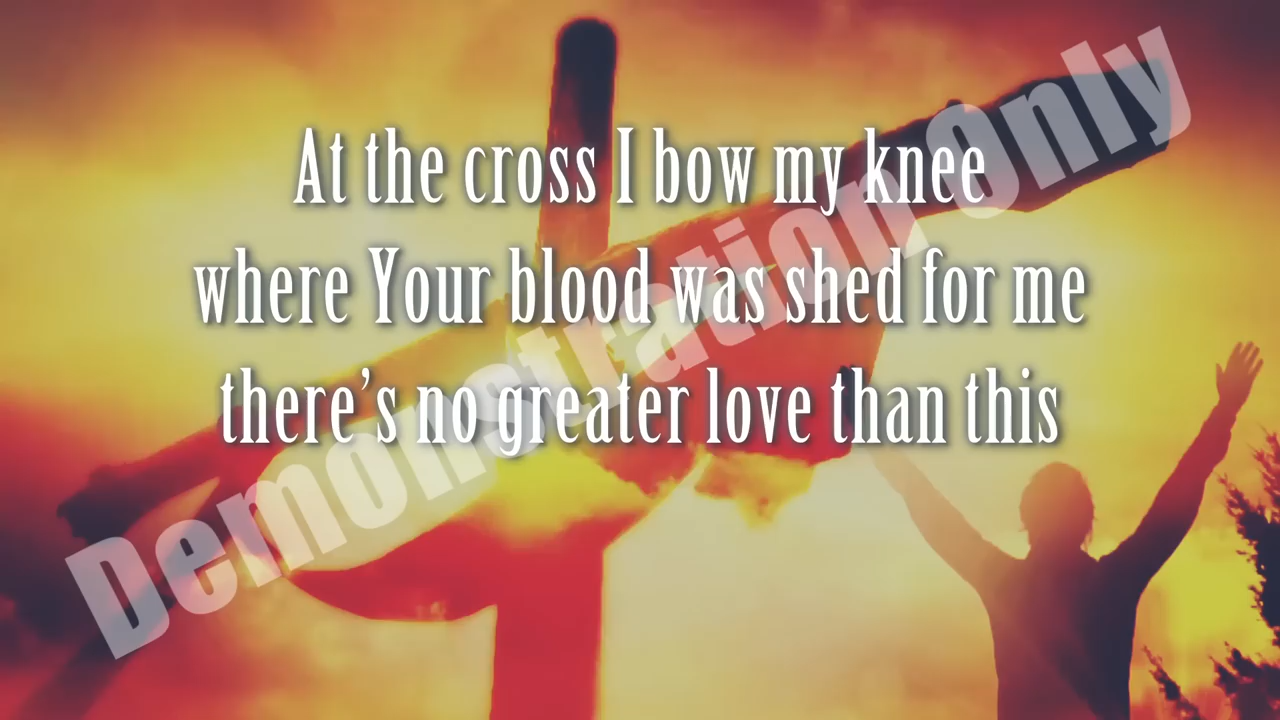 At the cross I bow my knee
where Your blood was shed for me
there's no greater love than this
Demonstration Only